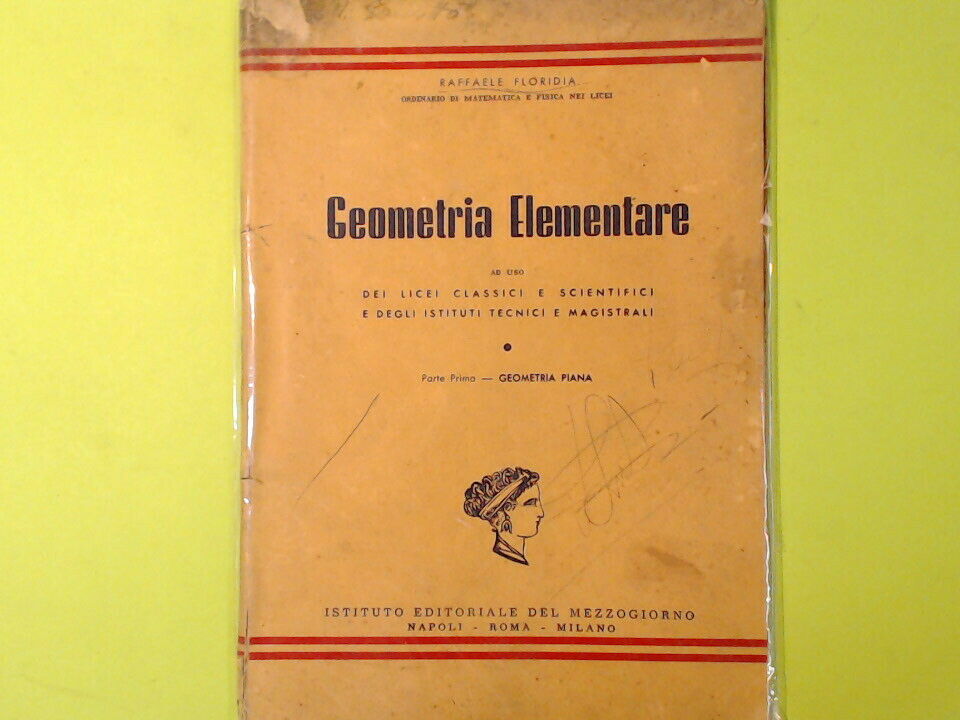 RAFFAELE FLORIDIA
ORDINARIO DI MATEMATICA E FISICA NEI LICEI
Geometria Elementare
AD USO
DEI LICEI CLASSICI E SCIENTIFICI
E DEGLI ISTITUTI TECNICI E MAGISTRALI
Parte Prima — GEOMETRIA PIANA
ISTITUTO EDITORIALE DEL MEZZOGIORNO
NAPOLI - ROMA - MILANO